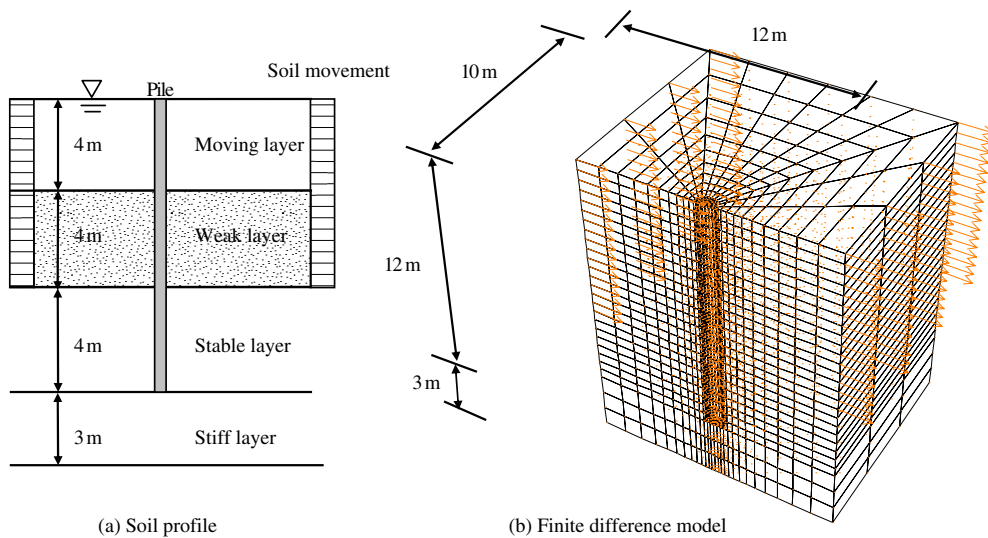 Soil movement
Pile
4 m
Moving layer
4 m
Weak layer
4 m
Stable layer
3 m
Stiff layer
(a) Soil profile
10 m
12 m
12 m
3 m
(b) Finite difference model